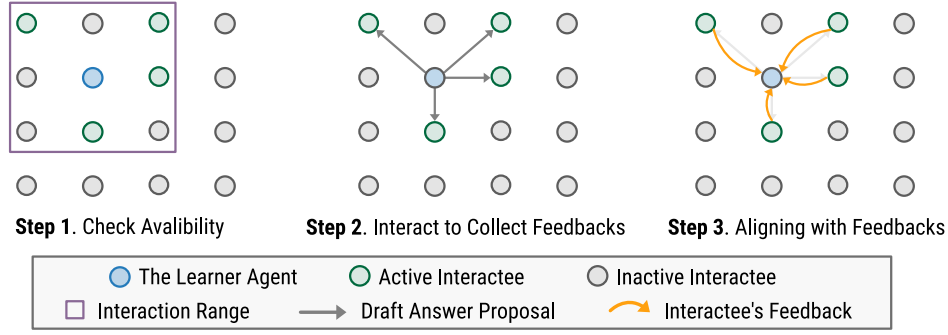 Step 1. Check Avalibility
Step 2. Interact to Collect Feedbacks
Step 3. Aligning with Feedbacks
The Learner Agent
Active Interactee
Inactive Interactee
Interaction Range
Draft Answer Proposal
Interactee's Feedback